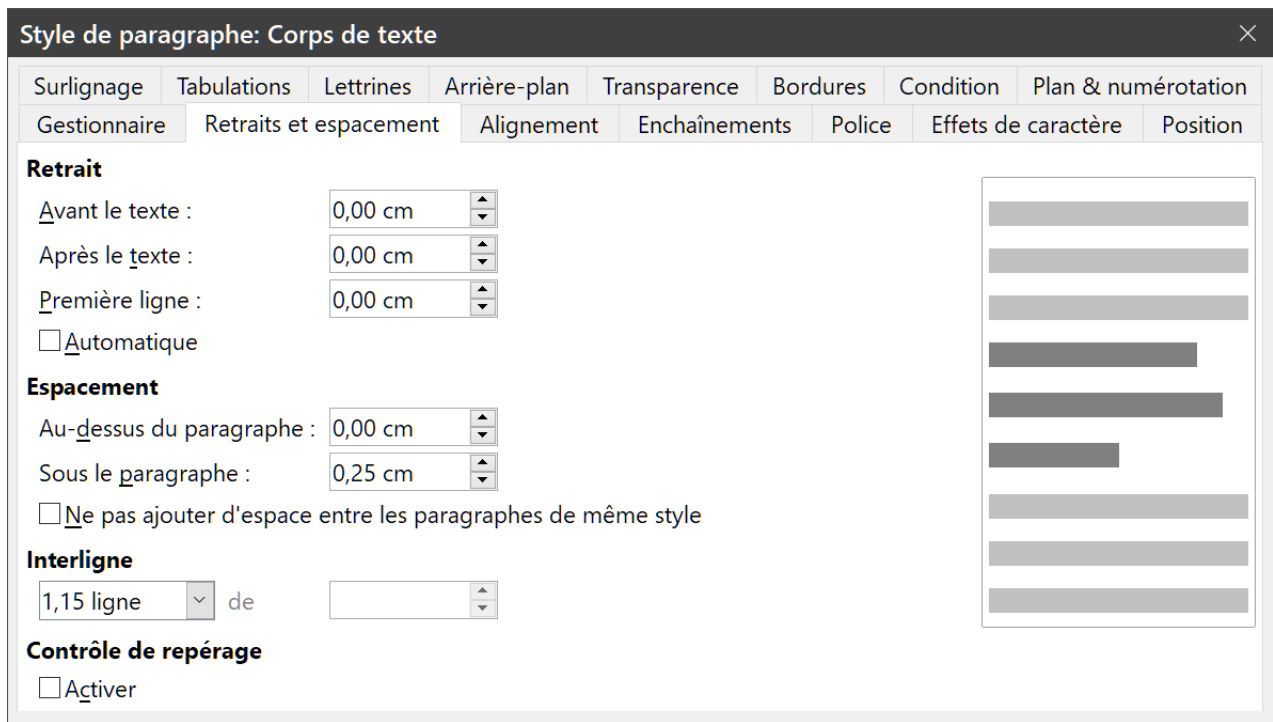 Style de paragraphe: Corps de texte
Surlignage Tabulations Lettrines Arrière-plan Transparence Bordures Condition Plan & numérotation
Gestionnaire Retraits et espacement Alignement Enchaînements Police Effets de caractère Position
Retrait
Avant le texte : 0,00 cm
Après le texte : 0,00 cm
Première ligne : 0,00 cm
Automatique
Espacement
Au-dessus du paragraphe : 0,00 cm
Sous le paragraphe : 0,25 cm
Ne pas ajouter d'espace entre les paragraphes de même style
Interligne
1,15 ligne de
Contrôle de repérage
Activer